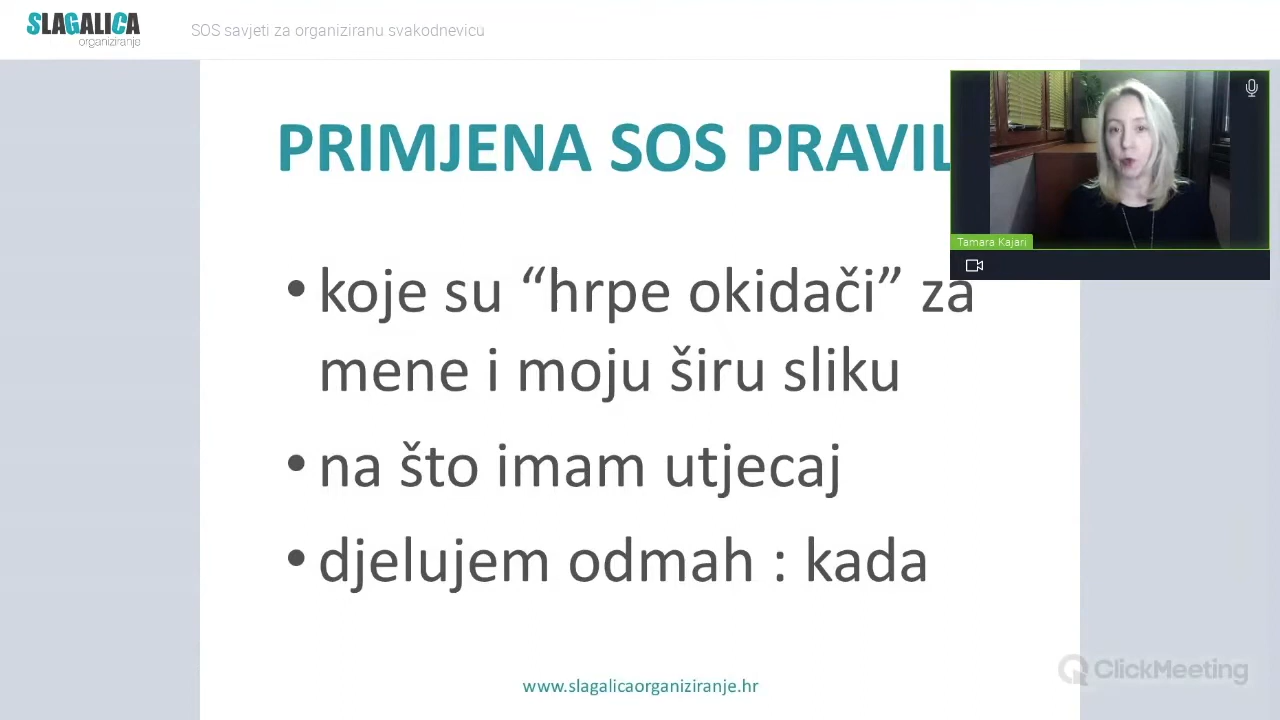 SLAGALICA
organiziranje
SOS savjeti za organiziranu svakodnevicu
PRIMJENA SOS PRAVIL
Tamara Kajari
• koje su “hrpe okidači” za
mene i moju širu sliku
• na što imam utjecaj
• djelujem odmah : kada
www.slagalicaorganiziranje.hr
ClickMeeting